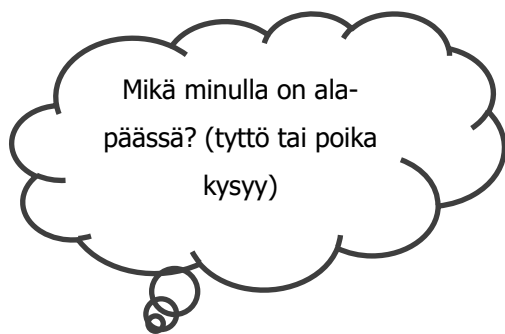 Mikä minulla on ala-
päässä? (tyttö tai poika
kysyy)